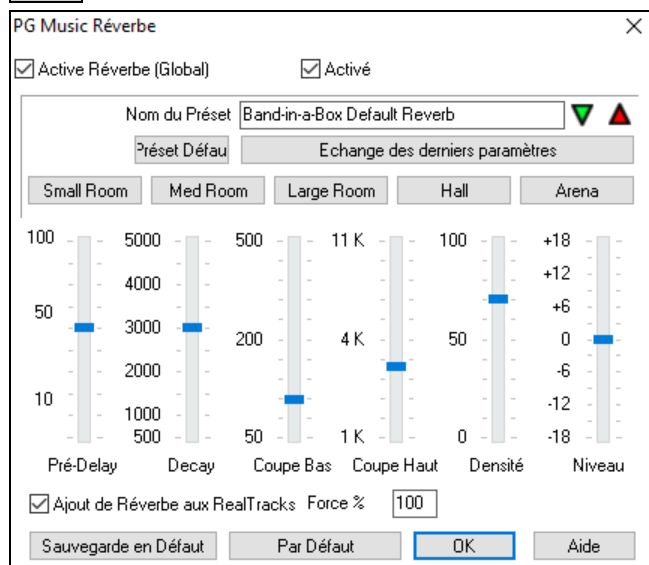 PG Music Réverbe
Active Réverbe (Global) Activé
Nom du Préset Band-in-a-Box Default Reverb
Préset Défau Echange des derniers paramètres
Small Room Med Room Large Room Hall Arena
100 5000 500 11 K 100 +18
4000 +12
50 +6
3000 200 4 K 50 0
2000 -6
10 -12
1000
500 50 1 K 0 -18
Pré-Delay Decay Coupe Bas Coupe Haut Densité Niveau
Ajout de Réverbe aux RealTracks Force % 100
Sauvegarde en Défaut Par Défaut OK Aide